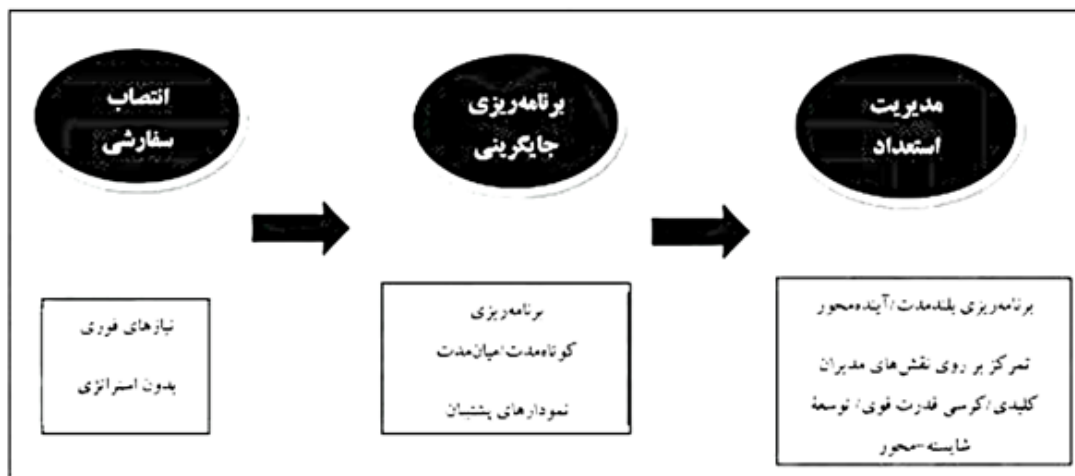 انتصاب
سفارشی
برنامه‌ریزی
جایگزینی
مدیریت
استعداد
نیازهای فوری
بدون استراتژی
برنامه‌ریزی
کوتاه‌مدت/میان‌مدت
نمودارهای پشتیبان
برنامه‌ریزی بلندمدت/آینده‌محور
تمرکز بر روی نقش‌های مدیران
کلیدی/کرسی قدرت قوی/توسعۀ
شایسته-محور